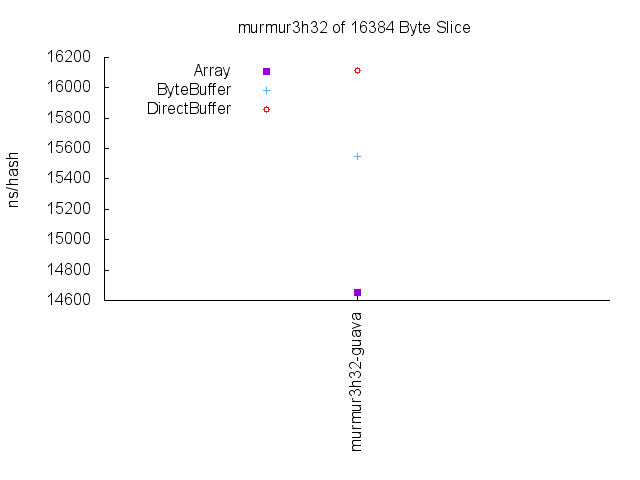 murmur3h32 of 16384 Byte Slice
16200
16000
15800
15600
15400
15200
15000
14800
14600
ns/hash
Array
ByteBuffer
DirectBuffer
murmur3h32-guava